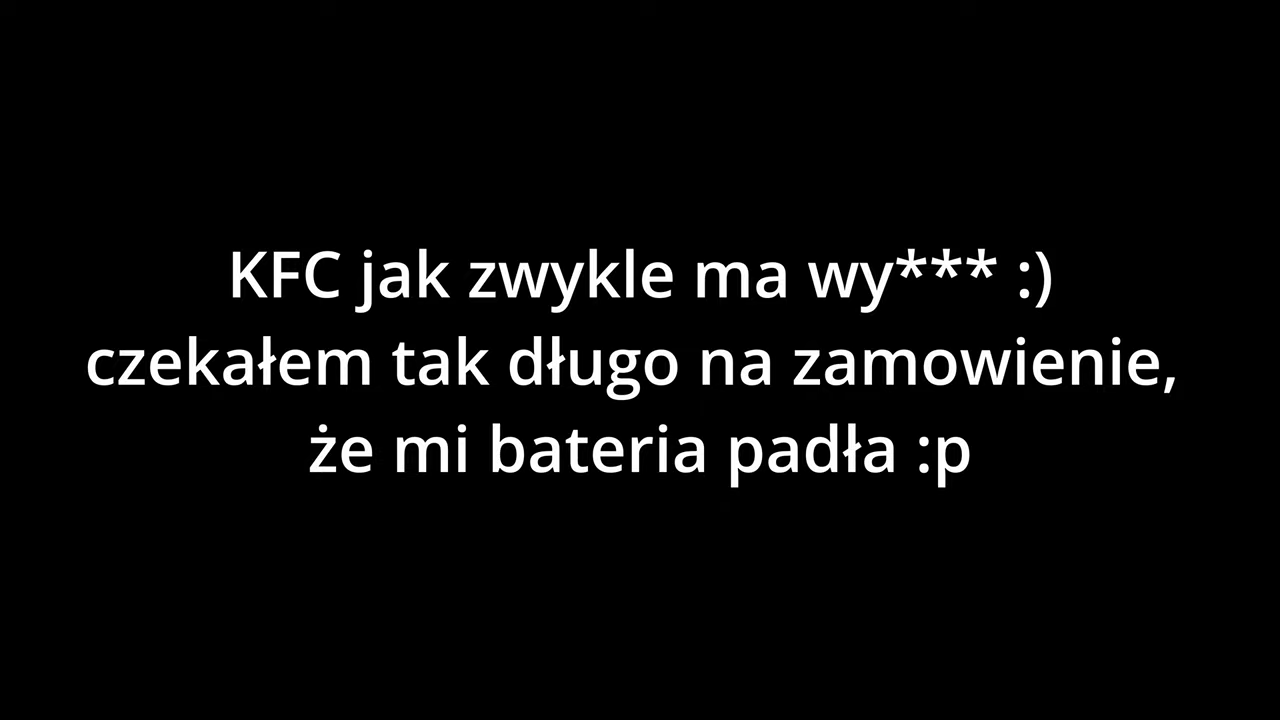 KFC jak zwykle ma wy*** :)
czekałem tak długo na zamowienie,
że mi bateria padła :p